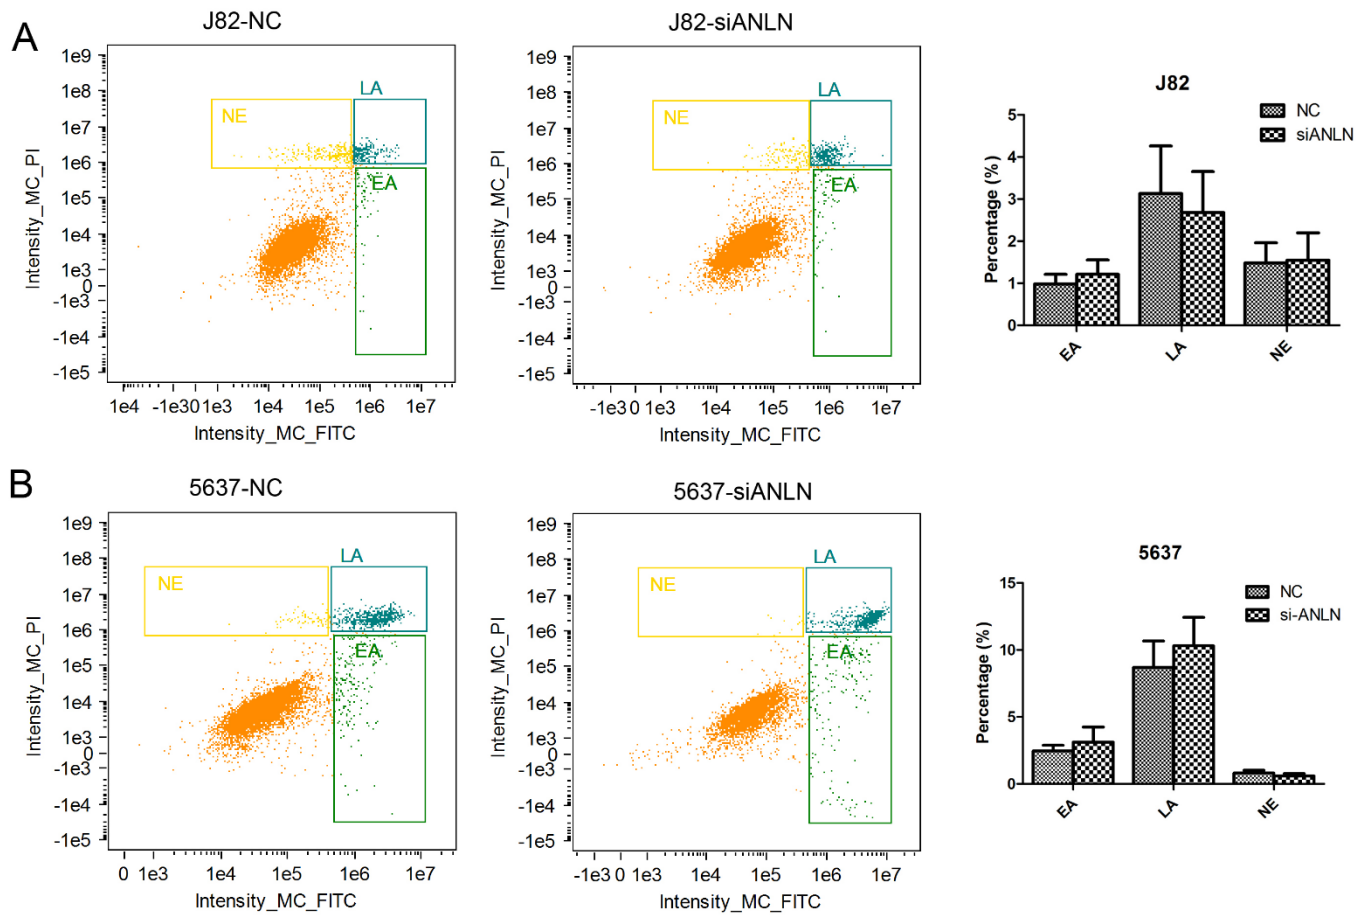 A
J82-NC
1e9
1e8
1e7
1e6
1e5
1e4
1e3
0
-1e3
-1e4
-1e5
Intensity_MC_PI
NE
LA
EA
1e4 -1e30 1e3 1e4 1e5 1e6 1e7
Intensity_MC_FITC
J82-siANLN
1e9
1e8
1e7
1e6
1e5
1e4
1e3
0
-1e3
-1e4
-1e5
Intensity_MC_PI
NE
LA
EA
-1e3 0 1e3 1e4 1e5 1e6 1e7
Intensity_MC_FITC
J82
NC
siANLN
5
4
3
2
1
0
Percentage (%)
EA
LA
NE
B
5637-NC
1e9
1e8
1e7
1e6
1e5
1e4
1e3
0
-1e3
-1e4
-1e5
Intensity_MC_PI
NE
LA
EA
0 1e3 1e4 1e5 1e6 1e7
Intensity_MC_FITC
5637-siANLN
1e9
1e8
1e7
1e6
1e5
1e4
1e3
0
-1e3
-1e4
-1e5
Intensity_MC_PI
NE
LA
EA
-1e3 0 1e3 1e4 1e5 1e6 1e7
Intensity_MC_FITC
5637
NC
si-ANLN
15
10
5
0
Percentage (%)
EA
LA
NE